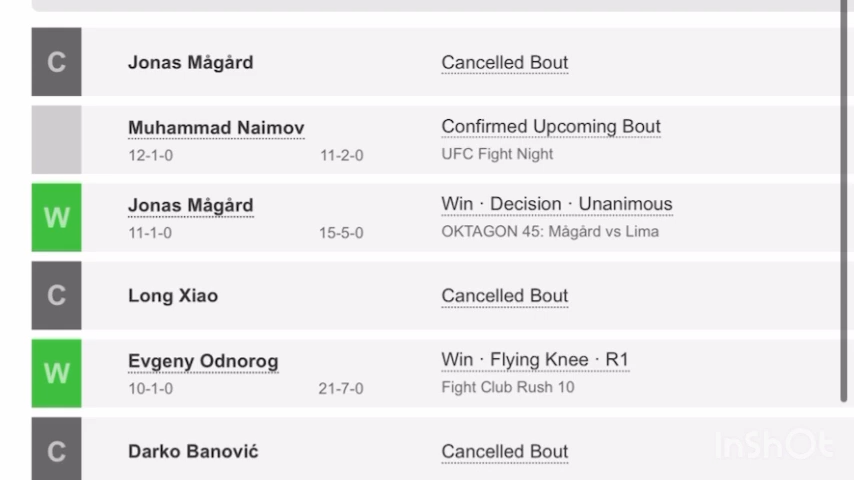 C Jonas Mågård Cancelled Bout
Muhammad Naimov Confirmed Upcoming Bout
12-1-0 11-2-0 UFC Fight Night
W Jonas Mågård Win · Decision · Unanimous
11-1-0 15-5-0 OKTAGON 45: Mågård vs Lima
C Long Xiao Cancelled Bout
W Evgeny Odnorog Win · Flying Knee · R1
10-1-0 21-7-0 Fight Club Rush 10
C Darko Banović Cancelled Bout
InShOt